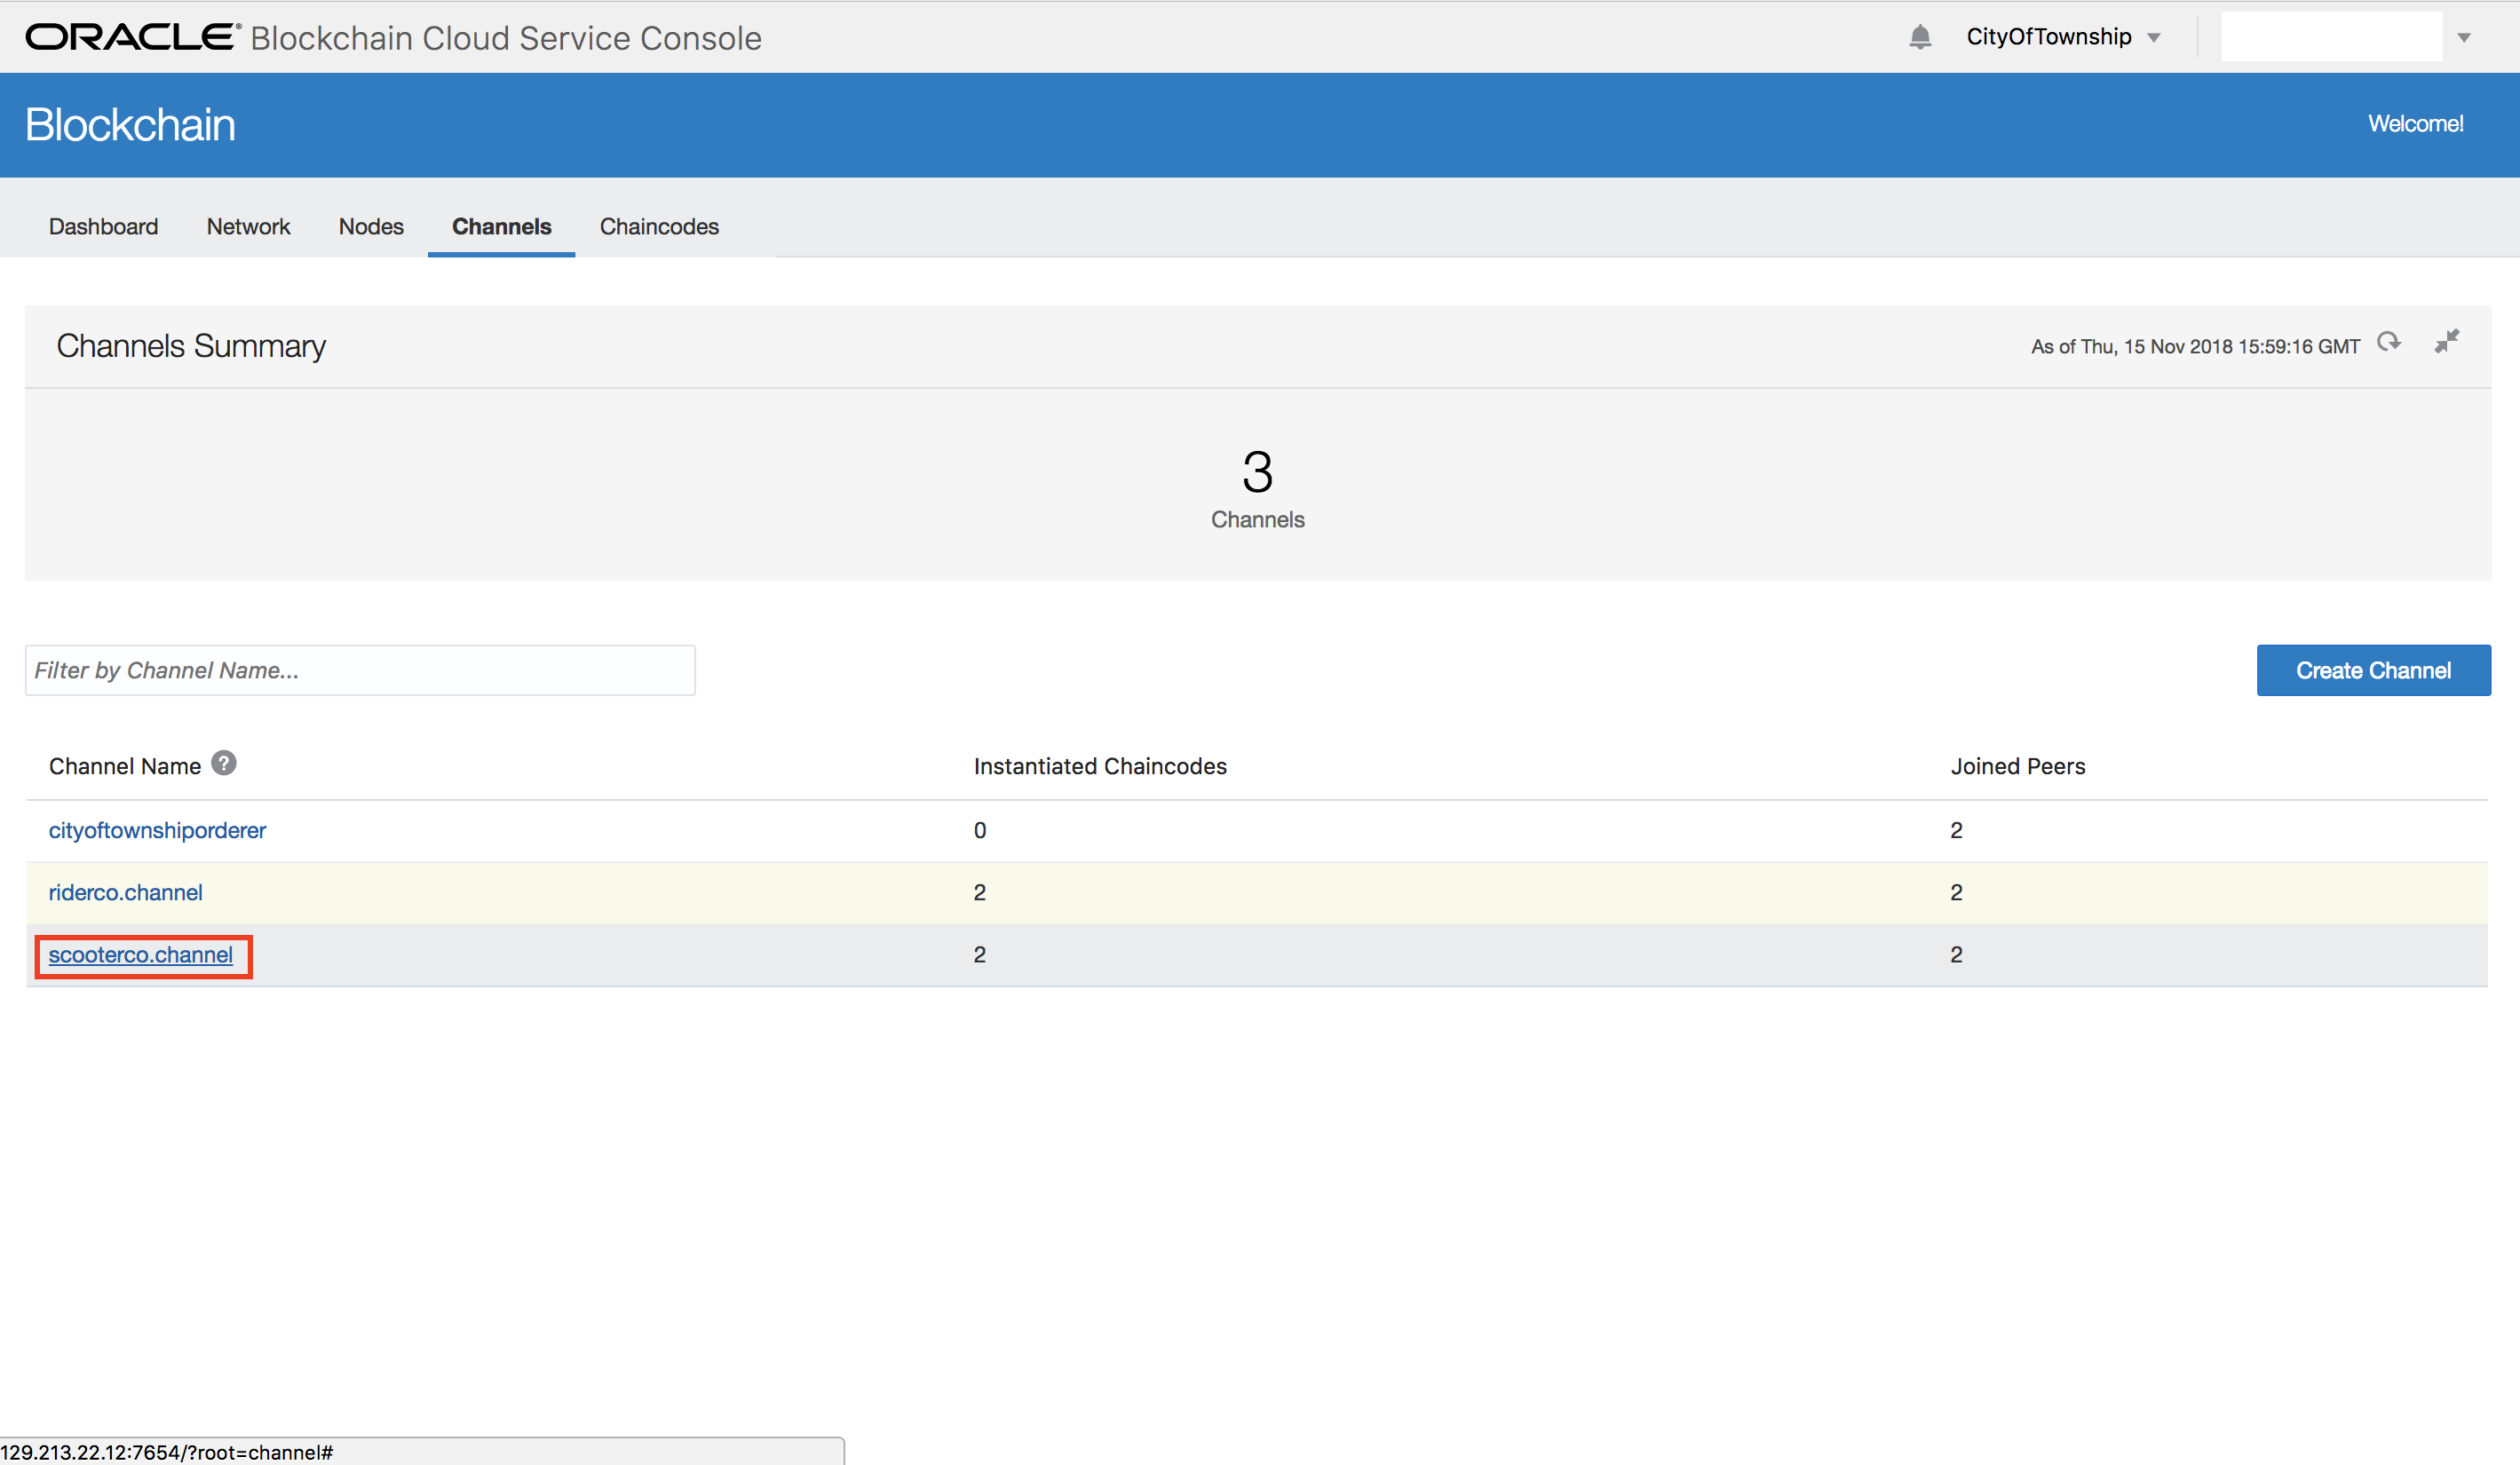 ORACLE® Blockchain Cloud Service Console CityOfTownship
Blockchain Welcome!
Dashboard Network Nodes Channels Chaincodes
Channels Summary As of Thu, 15 Nov 2018 15:59:16 GMT
3
Channels
Filter by Channel Name... Create Channel
Channel Name ? Instantiated Chaincodes Joined Peers
cityoftownshiporderer 0 2
riderco.channel 2 2
scooterco.channel 2 2
129.213.22.12:7654/?root=channel#